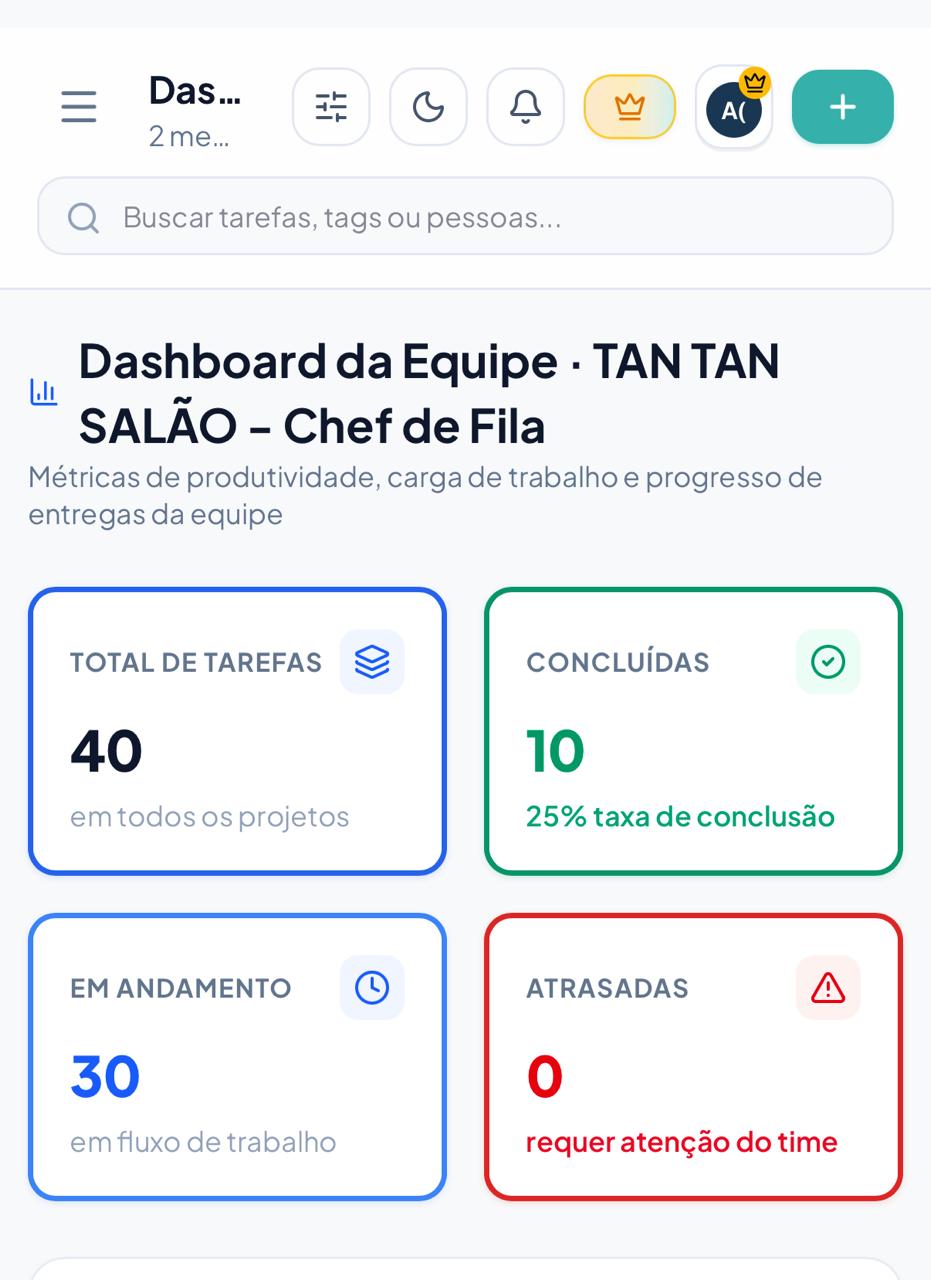 Das...
2 me...
A(
Buscar tarefas, tags ou pessoas...
Dashboard da Equipe · TAN TAN
SALÃO – Chef de Fila
Métricas de produtividade, carga de trabalho e progresso de
entregas da equipe
TOTAL DE TAREFAS
40
em todos os projetos
CONCLUÍDAS
10
25% taxa de conclusão
EM ANDAMENTO
30
em fluxo de trabalho
ATRASADAS
0
requer atenção do time